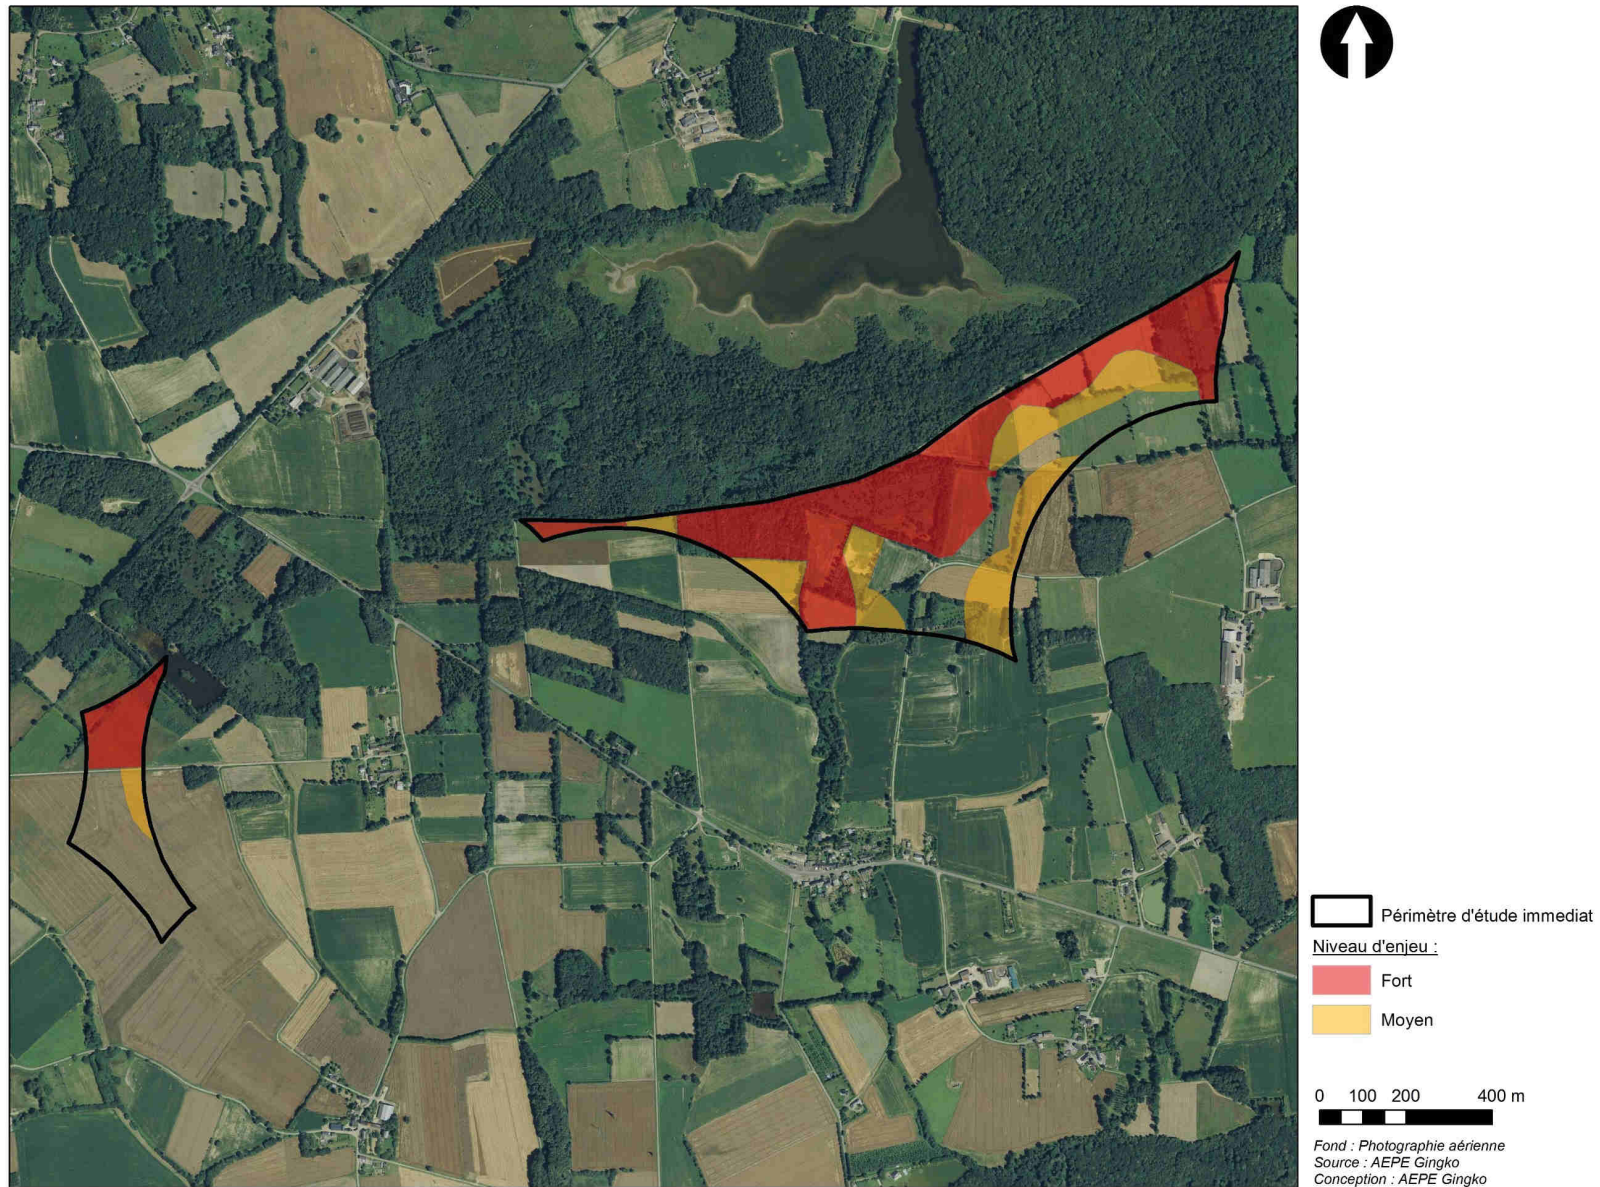 Périmètre d'étude immediat
Niveau d'enjeu :
Fort
Moyen
0 100 200 400 m
Fond : Photographie aérienne
Source : AEPE Gingko
Conception : AEPE Gingko